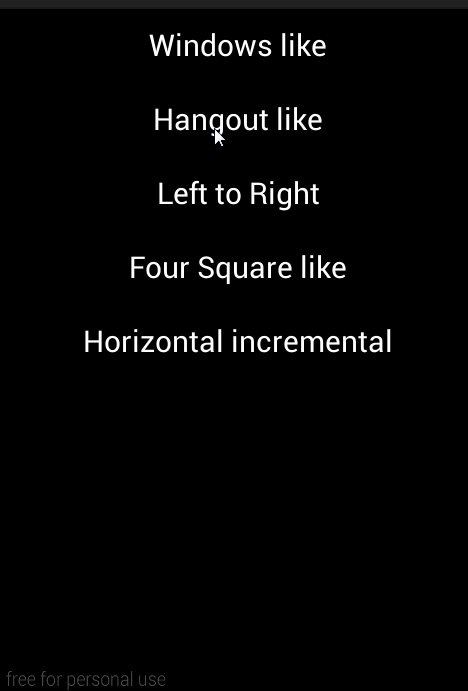 Windows like
Hangout like
Left to Right
Four Square like
Horizontal incremental
free for personal use